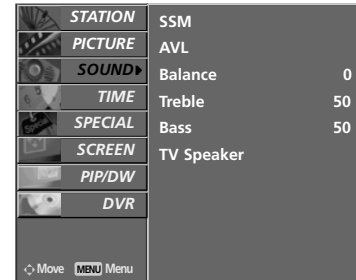 STATION
PICTURE
SOUND
TIME
SPECIAL
SCREEN
PIP/DW
DVR
Move MENU Menu
SSM
AVL
Balance 0
Treble 50
Bass 50
TV Speaker